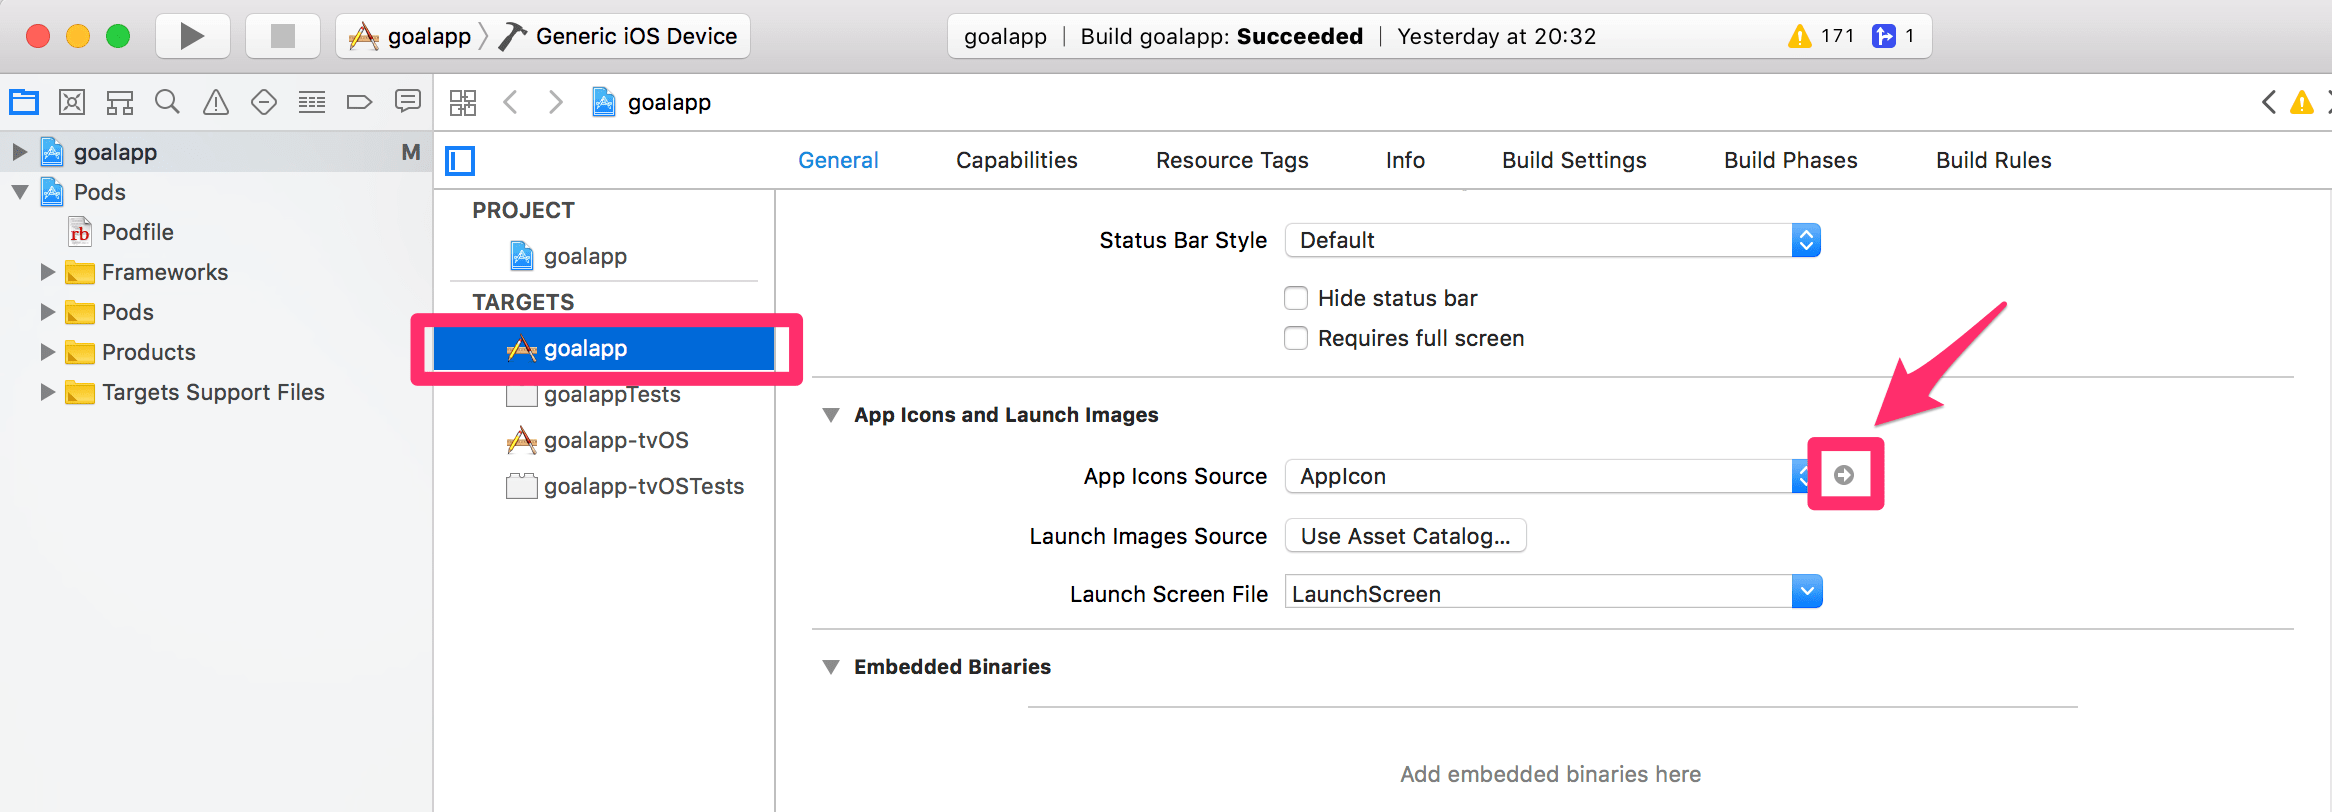 goalapp Generic iOS Device
goalapp | Build goalapp: Succeeded | Yesterday at 20:32 171 1
goalapp
goalapp M
Pods
rb Podfile
Frameworks
Pods
Products
Targets Support Files
General Capabilities Resource Tags Info Build Settings Build Phases Build Rules
PROJECT
goalapp
TARGETS
goalapp
goalappTests
goalapp-tvOS
goalapp-tvOSTests
Status Bar Style Default
Hide status bar
Requires full screen
App Icons and Launch Images
App Icons Source AppIcon
Launch Images Source Use Asset Catalog...
Launch Screen File LaunchScreen
Embedded Binaries
Add embedded binaries here